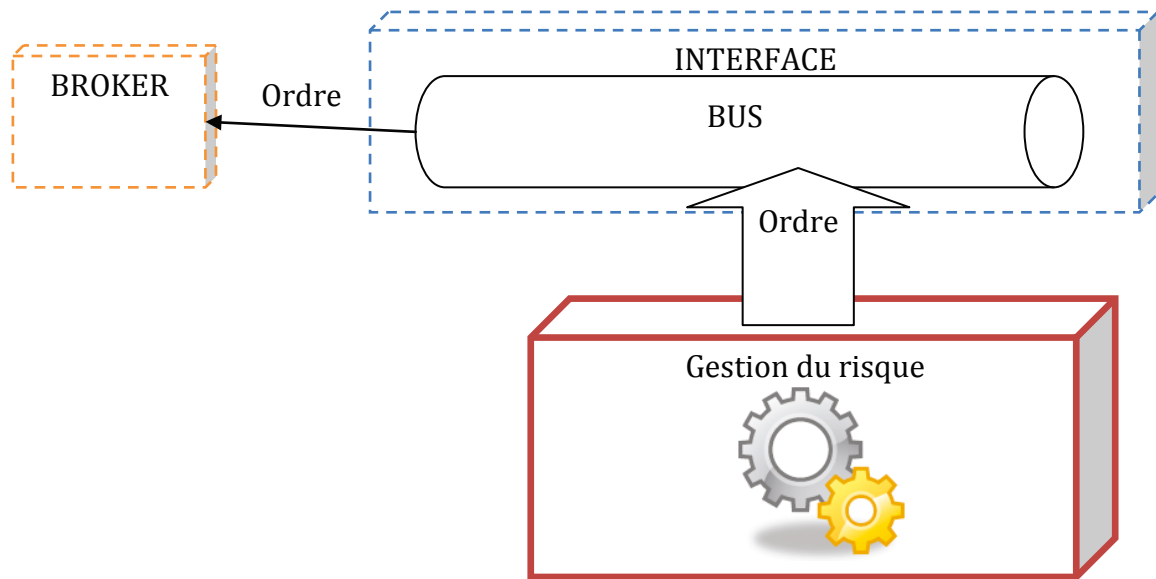 INTERFACE
BROKER
Ordre
BUS
Ordre
Gestion du risque